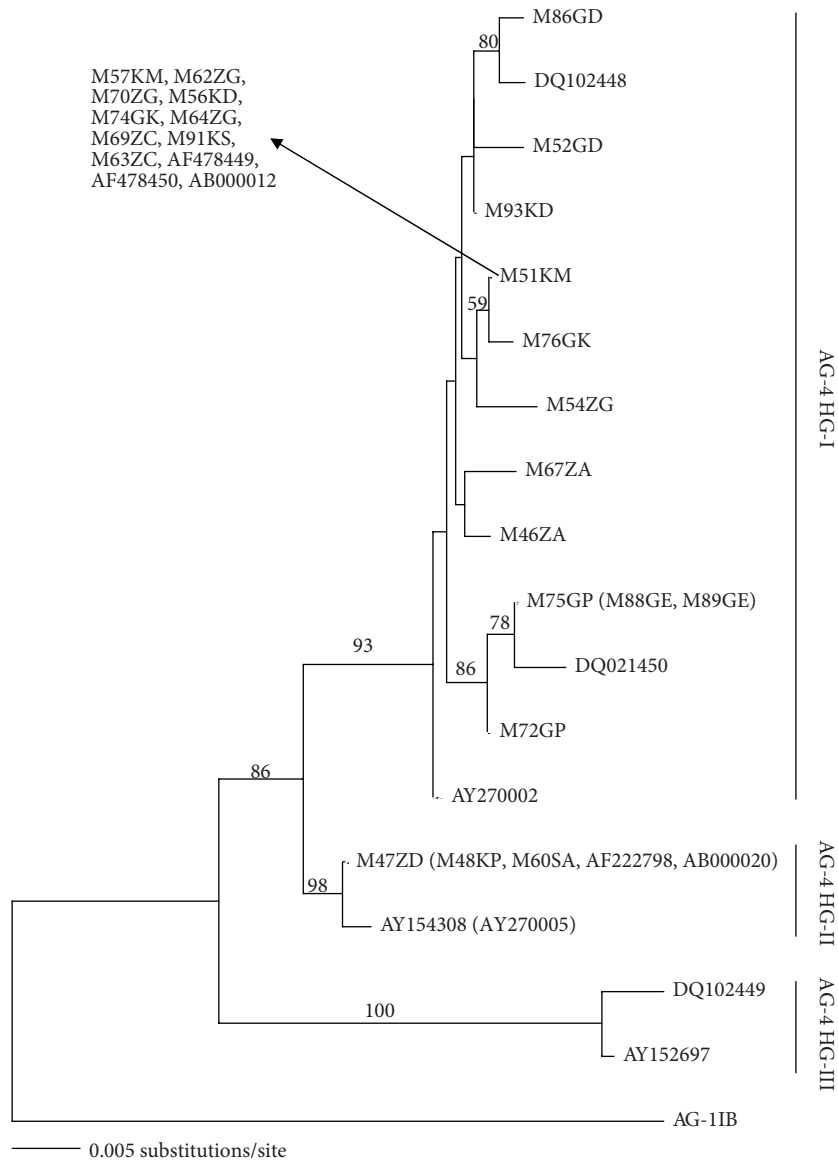 M86GD
80
M57KM, M62ZG,
M70ZG, M56KD,
M74GK, M64ZG,
M69ZC, M91KS,
M63ZC, AF478449,
AF478450, AB000012
DQ102448
M52GD
M93KD
M51KM
59
M76GK
M54ZG
AG-4 HG-I
M67ZA
M46ZA
M75GP (M88GE, M89GE)
78
93
86
DQ021450
M72GP
86
AY270002
M47ZD (M48KP, M60SA, AF222798, AB000020)
98
AY154308 (AY270005)
AG-4 HG-II
DQ102449
100
AY152697
AG-4 HG-III
AG-1IB
0.005 substitutions/site